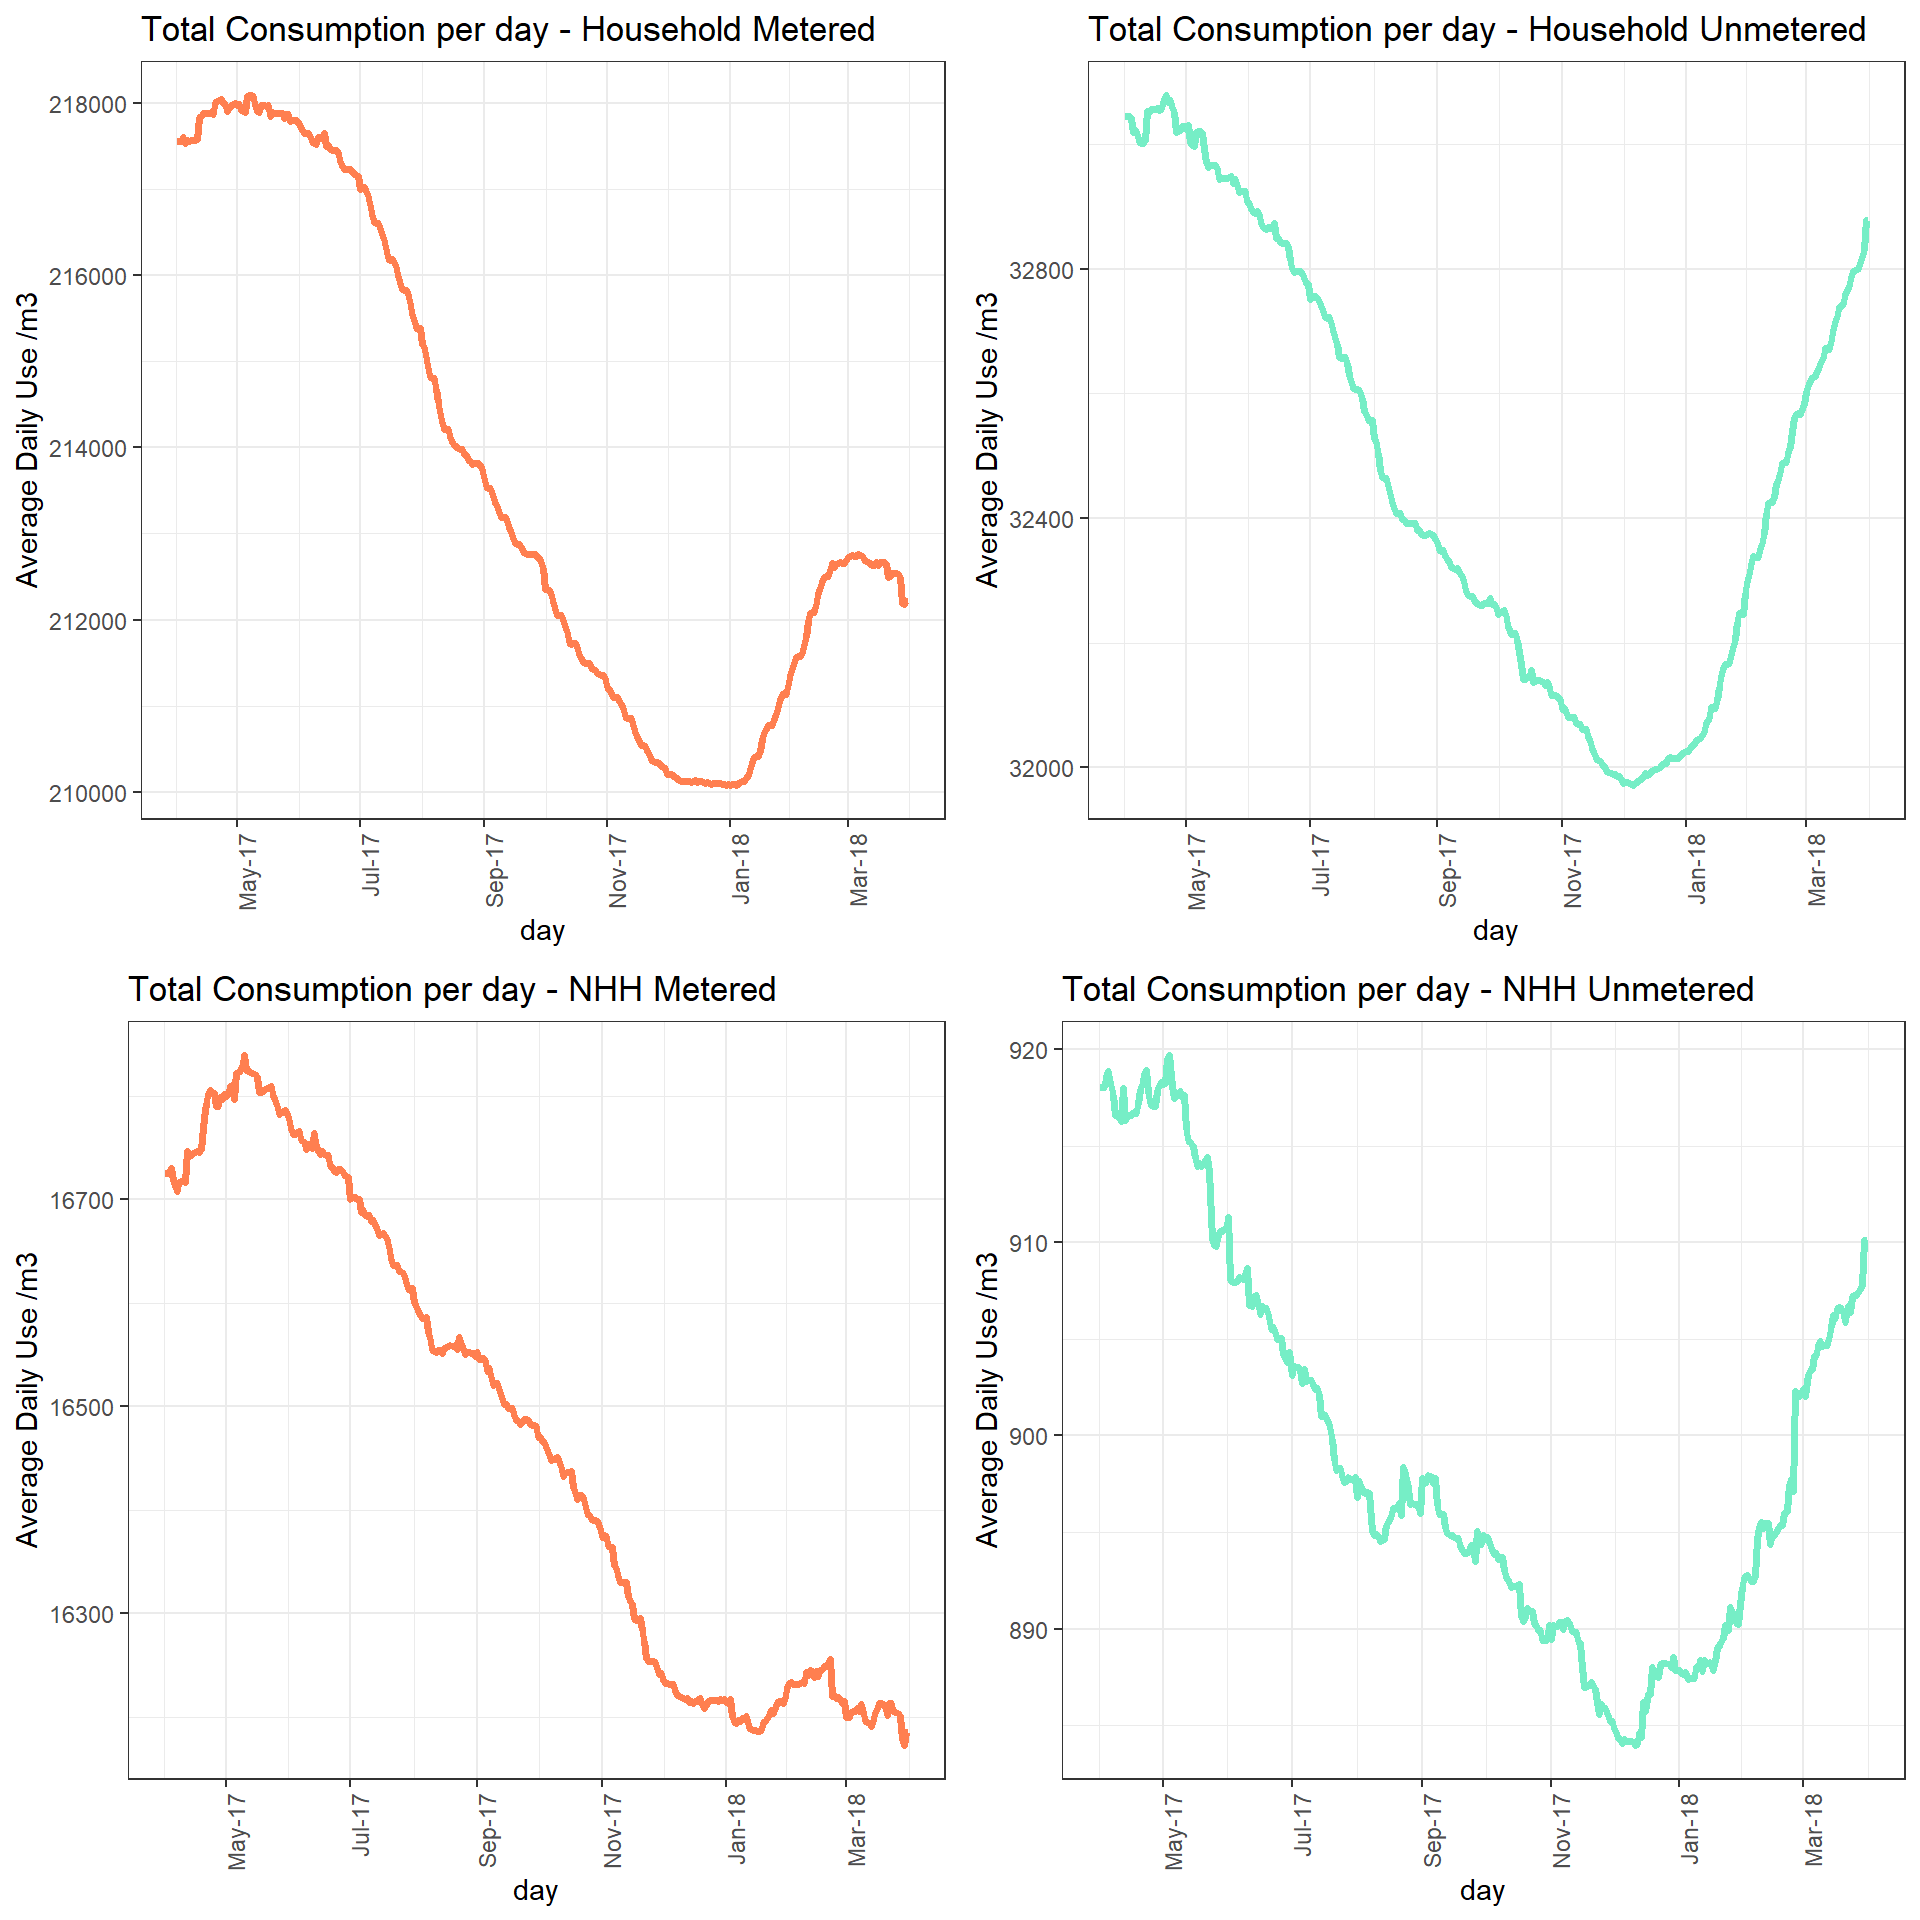 Total Consumption per day - Household Metered
Average Daily Use /m3
218000
216000
214000
212000
210000
May-17
Jul-17
Sep-17
Nov-17
Jan-18
Mar-18
day
Total Consumption per day - Household Unmetered
Average Daily Use /m3
32800
32400
32000
May-17
Jul-17
Sep-17
Nov-17
Jan-18
Mar-18
day
Total Consumption per day - NHH Metered
Average Daily Use /m3
16700
16500
16300
May-17
Jul-17
Sep-17
Nov-17
Jan-18
Mar-18
day
Total Consumption per day - NHH Unmetered
Average Daily Use /m3
920
910
900
890
May-17
Jul-17
Sep-17
Nov-17
Jan-18
Mar-18
day